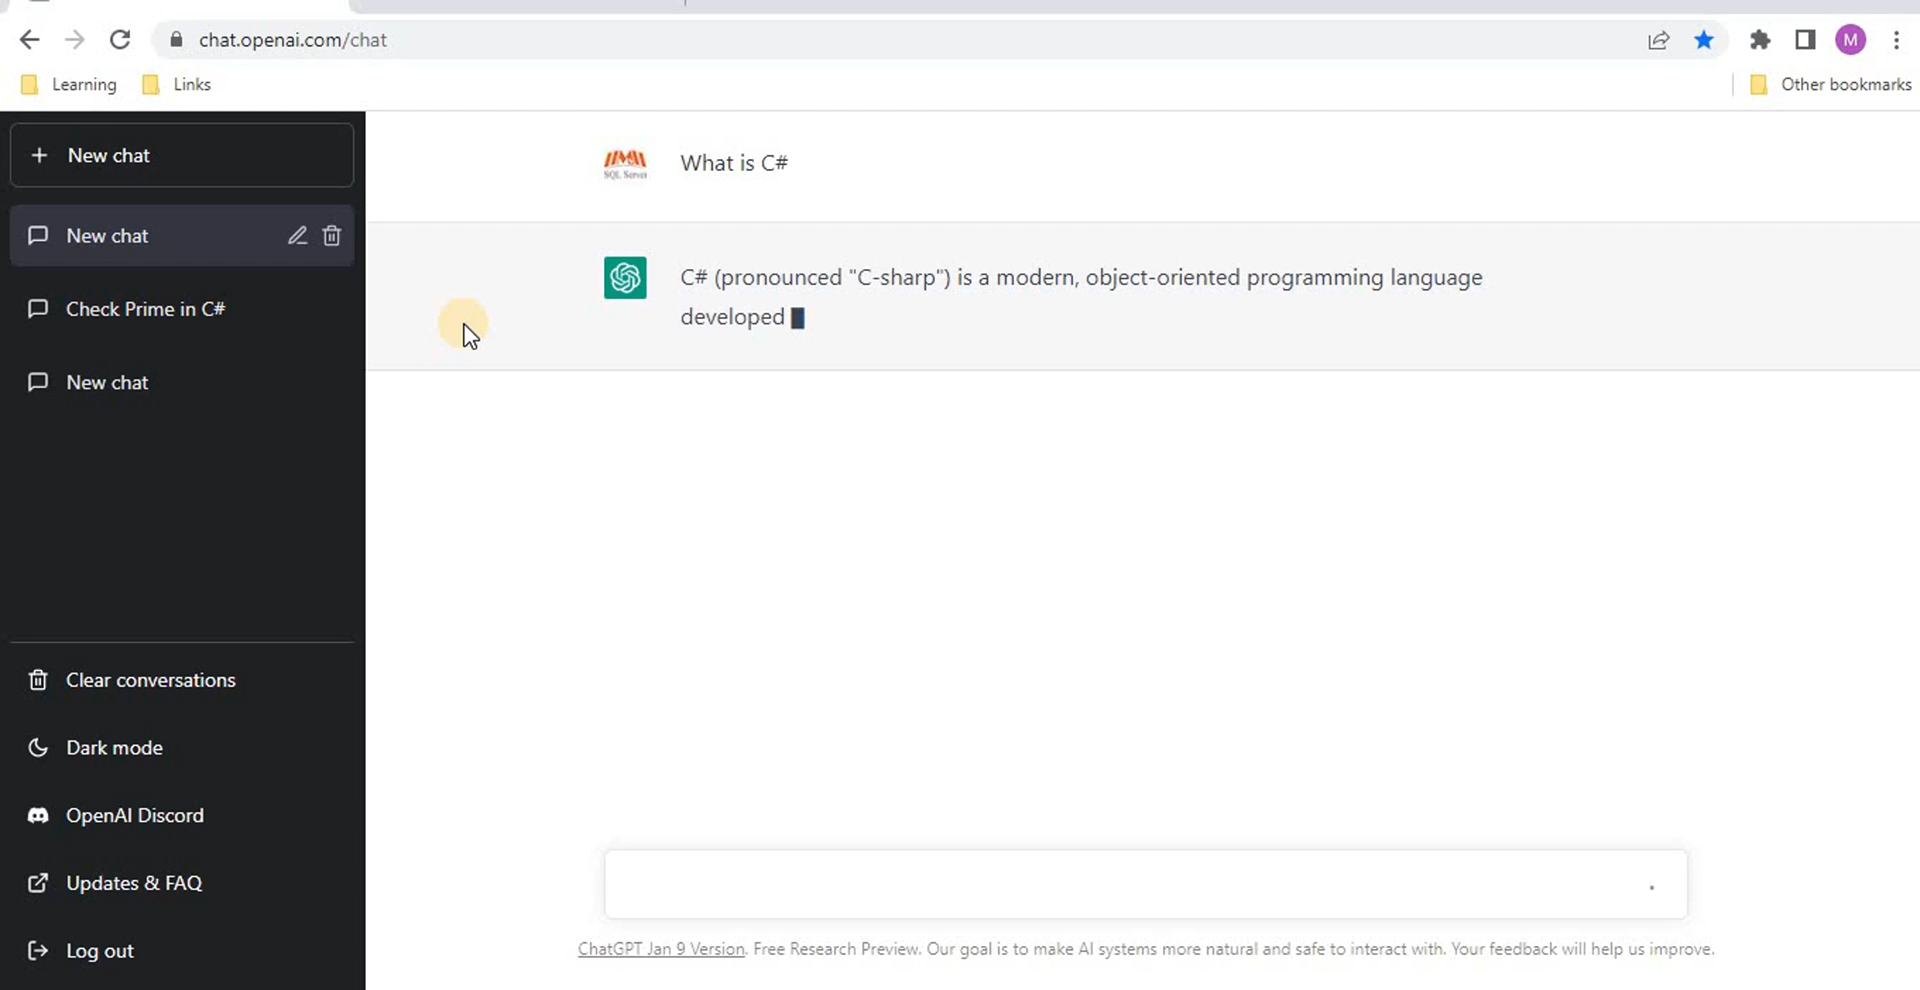 chat.openai.com/chat
M
Learning
Links
Other bookmarks
New chat
New chat
Check Prime in C#
New chat
Clear conversations
Dark mode
OpenAI Discord
Updates & FAQ
Log out
SQL Server
What is C#
C# (pronounced "C-sharp") is a modern, object-oriented programming language
developed
ChatGPT Jan 9 Version. Free Research Preview. Our goal is to make AI systems more natural and safe to interact with. Your feedback will help us improve.